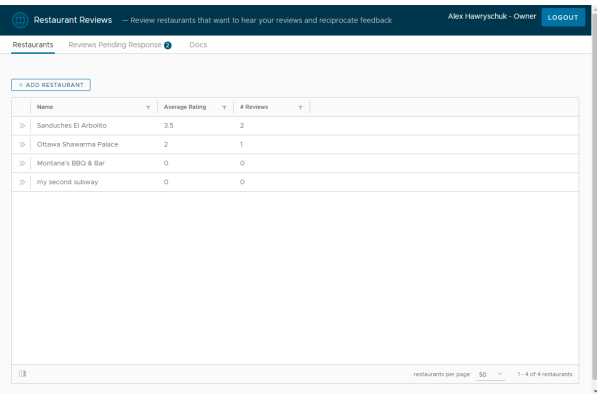 Restaurant Reviews — Review restaurants that want to hear your reviews and reciprocate feedback Alex Hawryschuk - Owner LOGOUT
Restaurants Reviews Pending Response 2 Docs
+ ADD RESTAURANT
Name Average Rating # Reviews
Sanduches El Arbolito 3.5 2
Ottawa Shawarma Palace 2 1
Montana's BBQ & Bar 0 0
my second subway 0 0
restaurants per page 50 1 - 4 of 4 restaurants